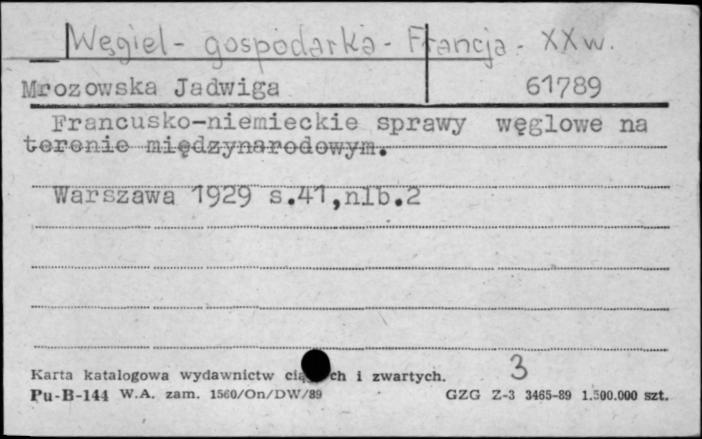 Węgiel - gospodarka - Francja - XX w.
Mrozowska Jadwiga 61789
Francusko-niemieckie sprawy węglowe na
terenie międzynarodowym.
Warszawa 1929 s.41,nlb.2
3
Karta katalogowa wydawnictw ch i zwartych.
Pu-B-144 W.A. zam. 1560/On/DW/89 GZG Z-3 3465-89 1.500.000 szt.